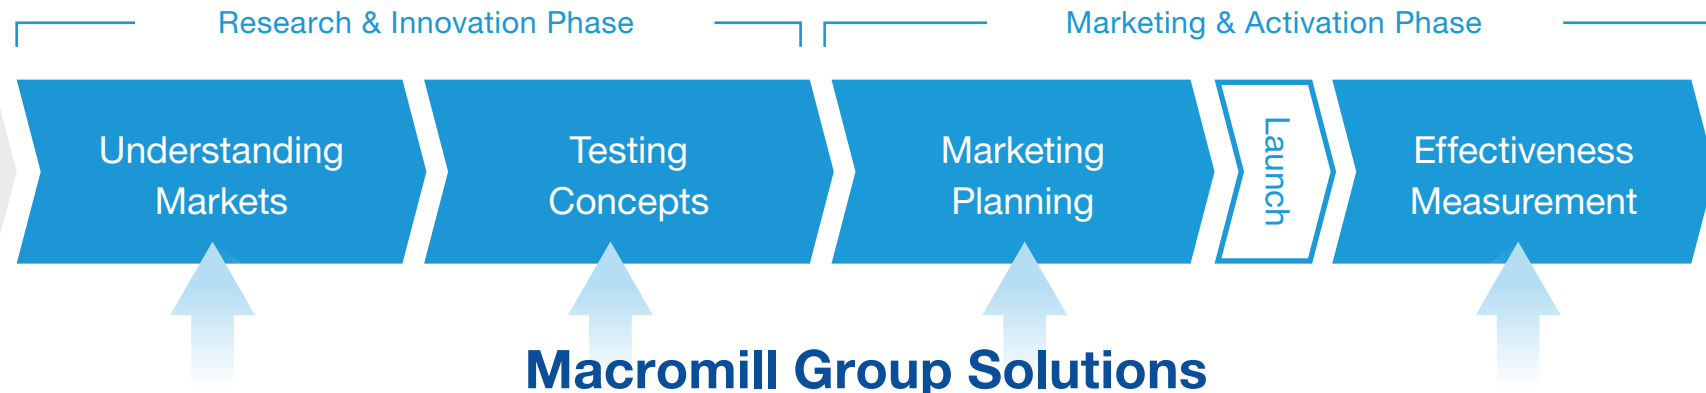 Research & Innovation Phase
Marketing & Activation Phase
Understanding
Markets
Testing
Concepts
Marketing
Planning
Launch
Effectiveness
Measurement
Macromill Group Solutions